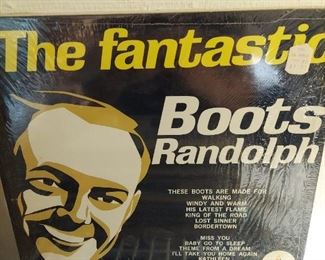 The fantastic
Boots
Randolph
THESE BOOTS ARE MADE FOR
WALKING
WINDY AND WARM
HIS LATEST FLAME
KING OF THE ROAD
LOST SINNER
BORDERTOWN
MISS YOU
BABY GO TO SLEEP
THEME FROM A DREAM
I'LL TAKE YOU HOME AGAIN
KATHLEEN